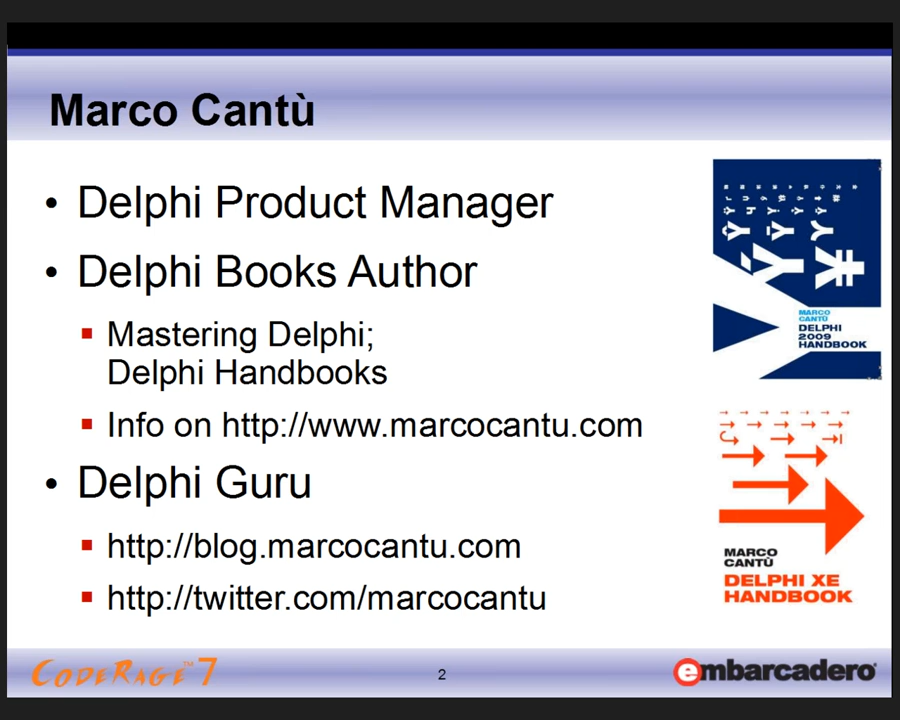 Marco Cantù
• Delphi Product Manager
• Delphi Books Author
▪ Mastering Delphi;
Delphi Handbooks
▪ Info on http://www.marcocantu.com
• Delphi Guru
▪ http://blog.marcocantu.com
▪ http://twitter.com/marcocantu
MARCO
CANTÙ
DELPHI
2009
HANDBOOK
MARCO
CANTÙ
DELPHI XE
HANDBOOK
CODERAGE™ 7
2
embarcadero®